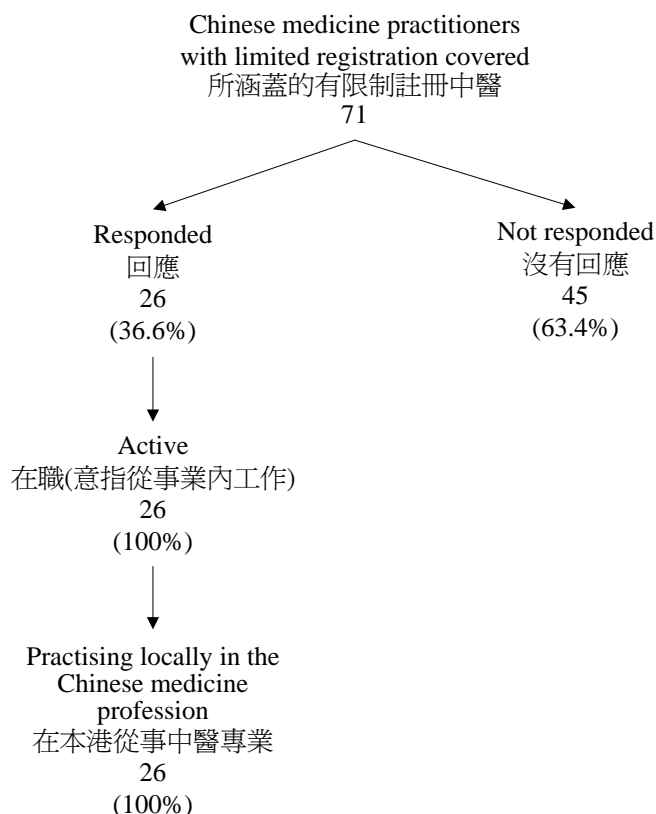 Chinese medicine practitioners
with limited registration covered
所涵蓋的有限制註冊中醫
71
Responded
回應
26
(36.6%)
Not responded
沒有回應
45
(63.4%)
Active
在職(意指從事業內工作)
26
(100%)
Practising locally in the
Chinese medicine
profession
在本港從事中醫專業
26
(100%)